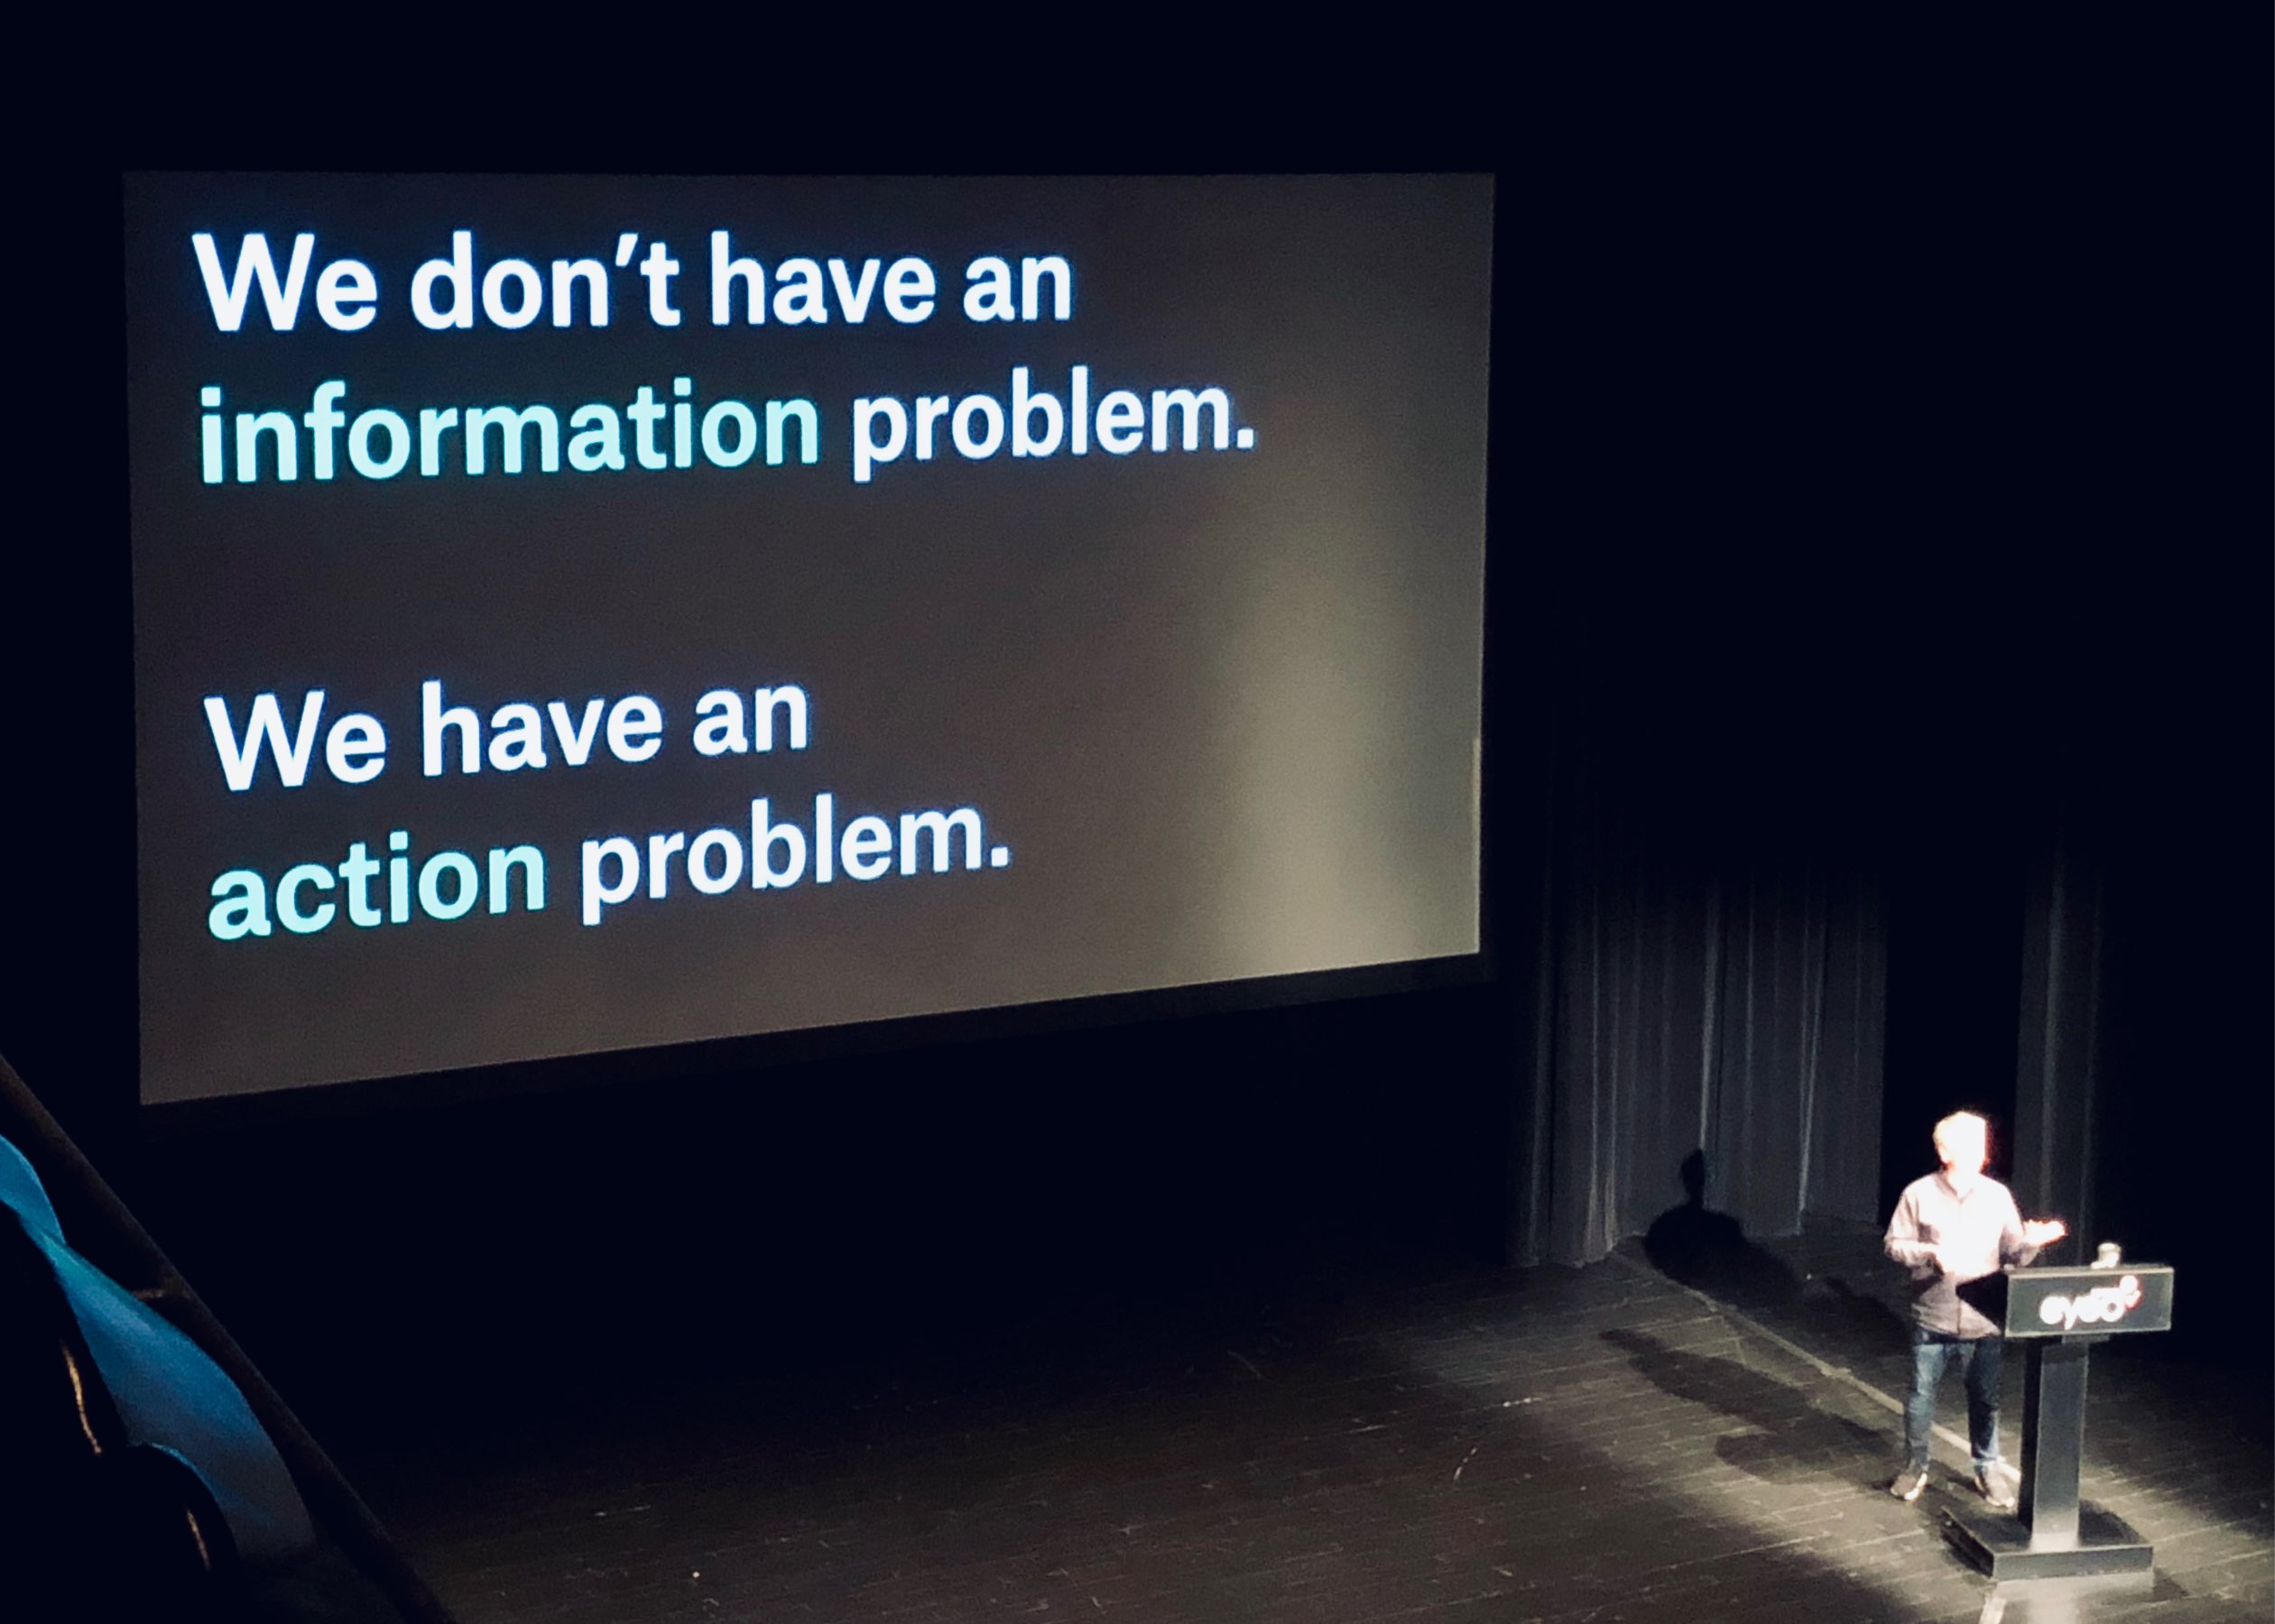 We don’t have an
information problem.
We have an
action problem.
eyeo